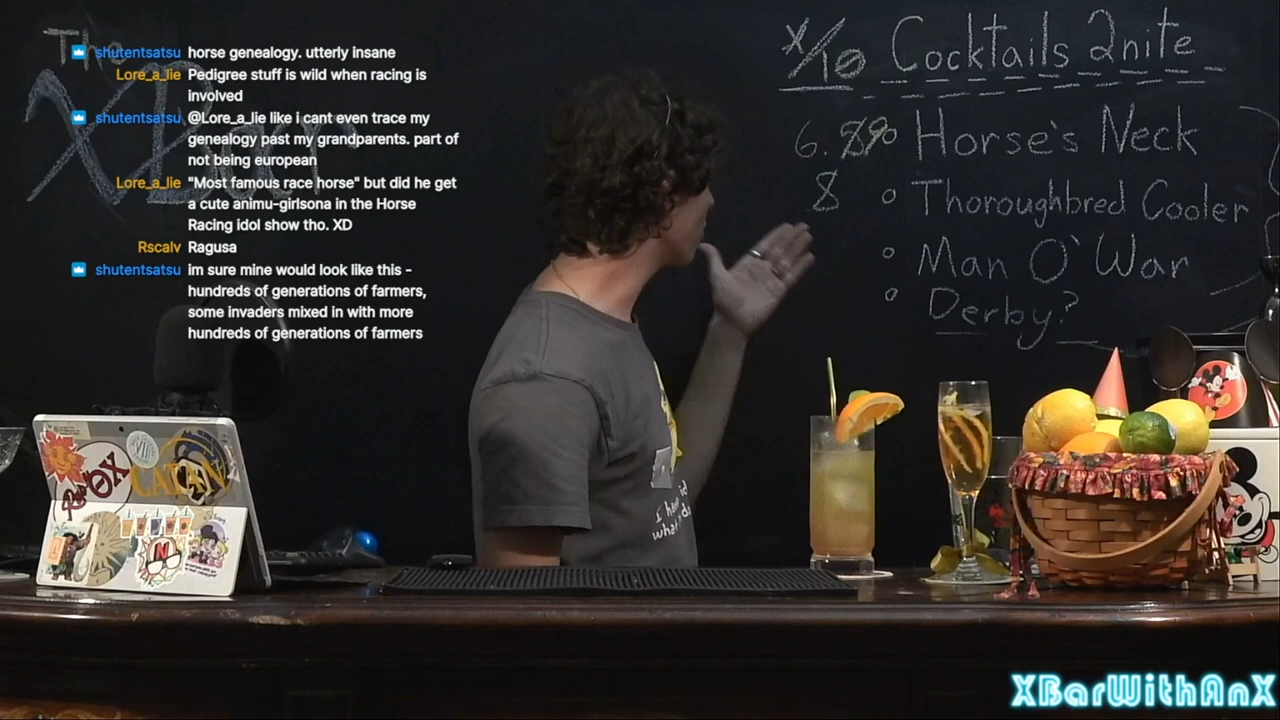 shutentsatsu horse genealogy. utterly insane
Lore_a_lie Pedigree stuff is wild when racing is
involved
shutentsatsu @Lore_a_lie like i cant even trace my
genealogy past my grandparents. part of
not being european
Lore_a_lie "Most famous race horse" but did he get
a cute animu-girlsona in the Horse
Racing idol show tho. XD
Rscalv Ragusa
shutentsatsu im sure mine would look like this -
hundreds of generations of farmers,
some invaders mixed in with more
hundreds of generations of farmers
The
XBar
X/10 Cocktails 2nite
Horse's Neck
8 Thoroughbred Cooler
Man O' War
Derby?
CATAN
XBarWithAnX